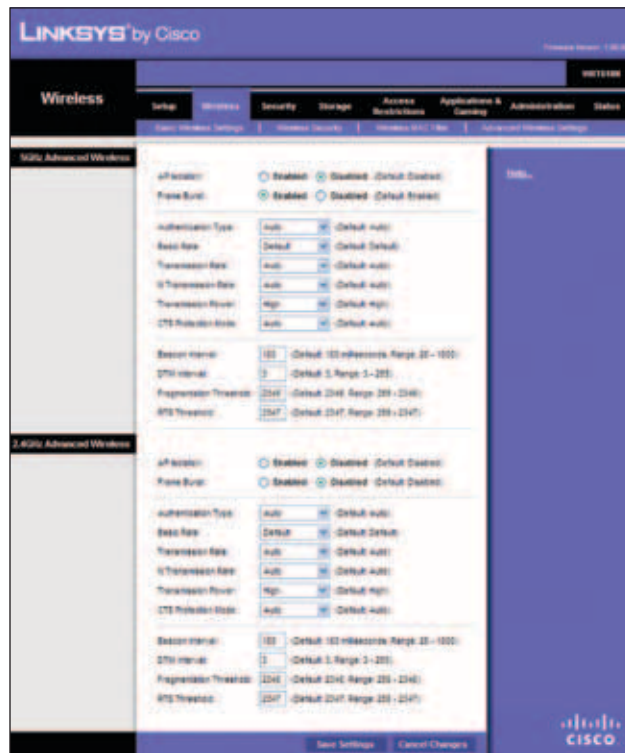 LINKSYS® by Cisco
Firmware Version:
Wireless
Setup Wireless Security Storage Access Restrictions Applications & Gaming Administration Status
Basic Wireless Settings | Wireless Security | Wireless MAC Filter | Advanced Wireless Settings
5GHz Advanced Wireless
Help...
AP Isolation: Enabled Disabled (Default: Disabled)
Frame Burst: Enabled Disabled (Default: Enabled)
Authentication Type: Auto (Default: Auto)
Basic Rate: Default (Default: Default)
Transmission Rate: Auto (Default: Auto)
N Transmission Rate: Auto (Default: Auto)
Transmission Power: High (Default: High)
CTS Protection Mode: Auto (Default: Auto)
Beacon Interval: 100 (Default: 100 milliseconds, Range: 20 - 1000)
DTIM Interval: 3 (Default: 3, Range: 3 - 255)
Fragmentation Threshold: 2346 (Default: 2346, Range: 256 - 2346)
RTS Threshold: 2347 (Default: 2347, Range: 256 - 2347)
2.4GHz Advanced Wireless
AP Isolation: Enabled Disabled (Default: Disabled)
Frame Burst: Enabled Disabled (Default: Disabled)
Authentication Type: Auto (Default: Auto)
Basic Rate: Default (Default: Default)
Transmission Rate: Auto (Default: Auto)
N Transmission Rate: Auto (Default: Auto)
Transmission Power: High (Default: High)
CTS Protection Mode: Auto (Default: Auto)
Beacon Interval: 100 (Default: 100 milliseconds, Range: 20 - 1000)
DTIM Interval: 3 (Default: 3, Range: 3 - 255)
Fragmentation Threshold: 2346 (Default: 2346, Range: 256 - 2346)
RTS Threshold: 2347 (Default: 2347, Range: 256 - 2347)
Save Settings Cancel Changes
CISCO